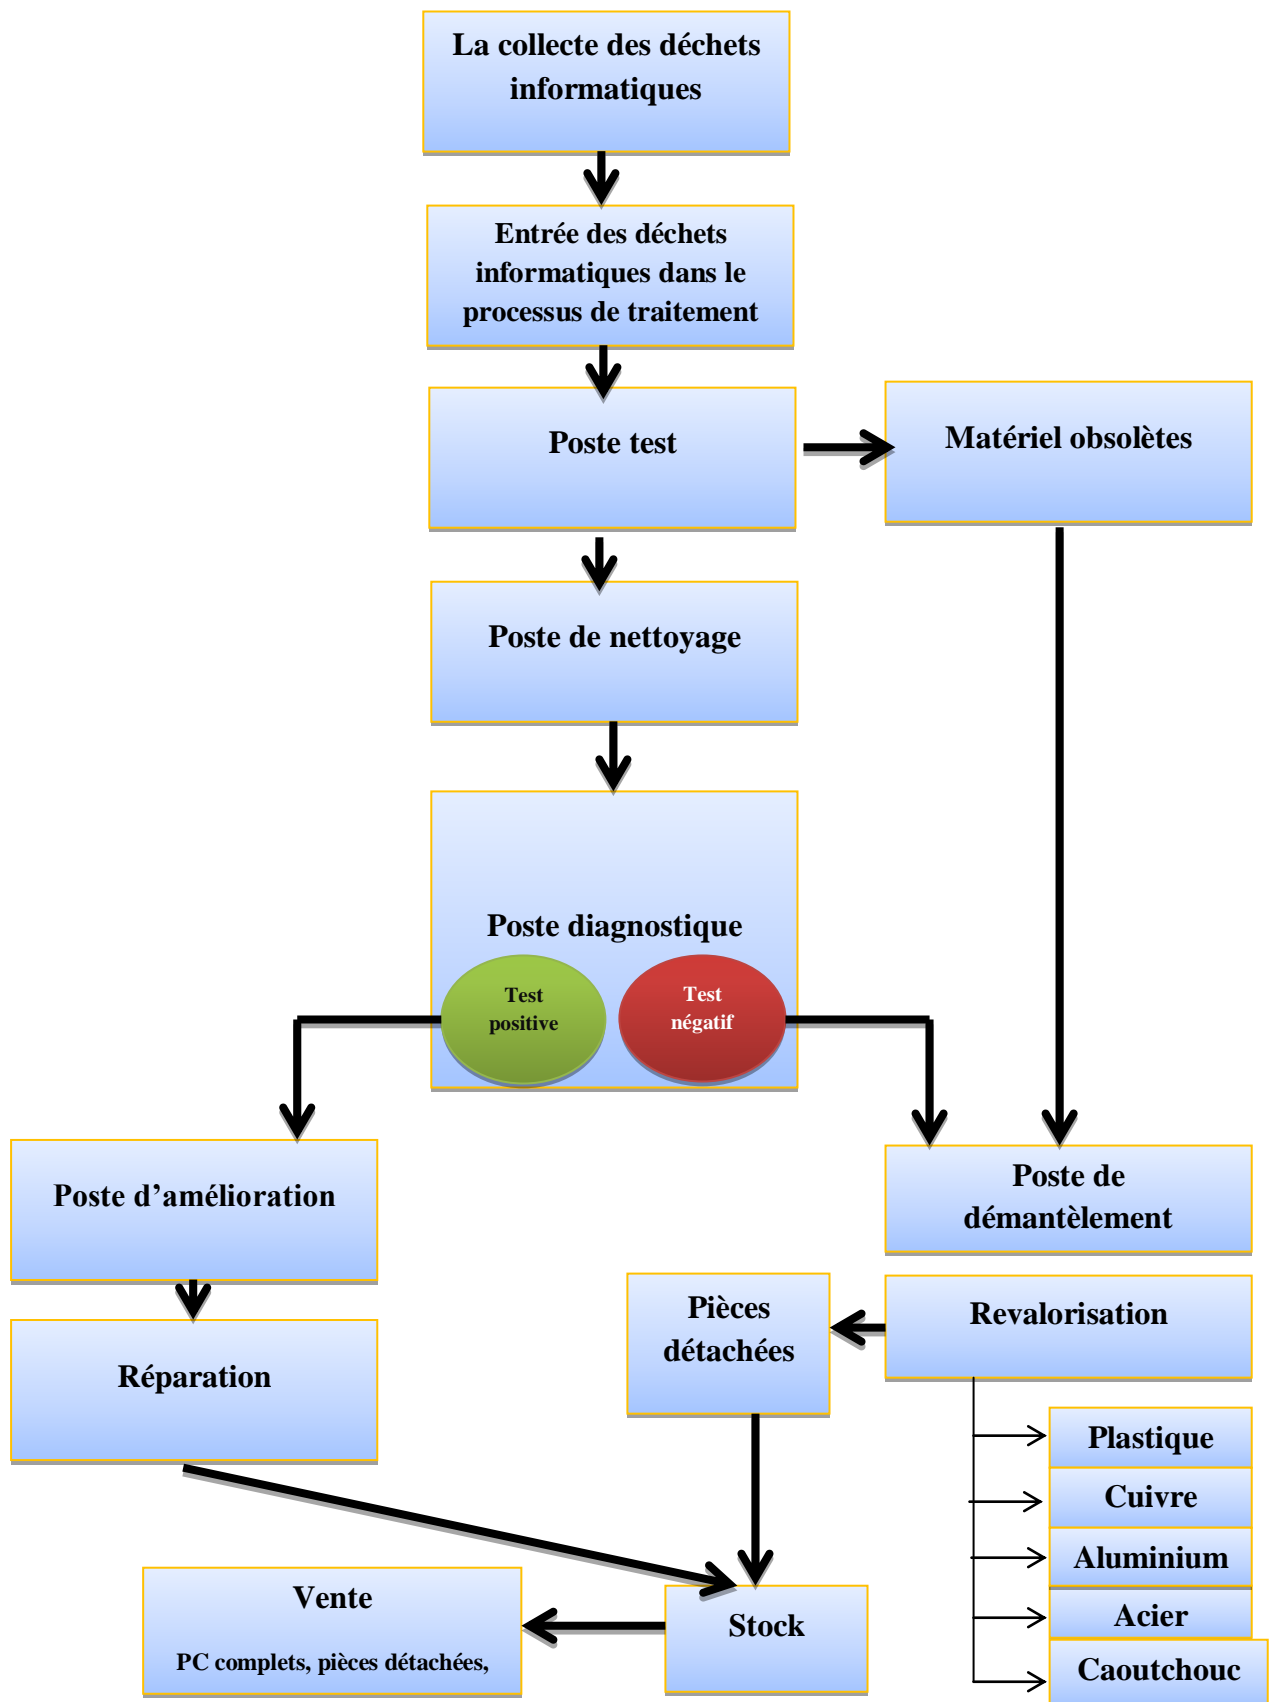 La collecte des déchets
informatiques
Entrée des déchets
informatiques dans le
processus de traitement
Poste test
Matériel obsolètes
Poste de nettoyage
Poste diagnostique
Test
positive
Test
négatif
Poste d’amélioration
Poste de
démantèlement
Réparation
Pièces
détachées
Revalorisation
Plastique
Cuivre
Aluminium
Acier
Caoutchouc
Vente
PC complets, pièces détachées,
Stock